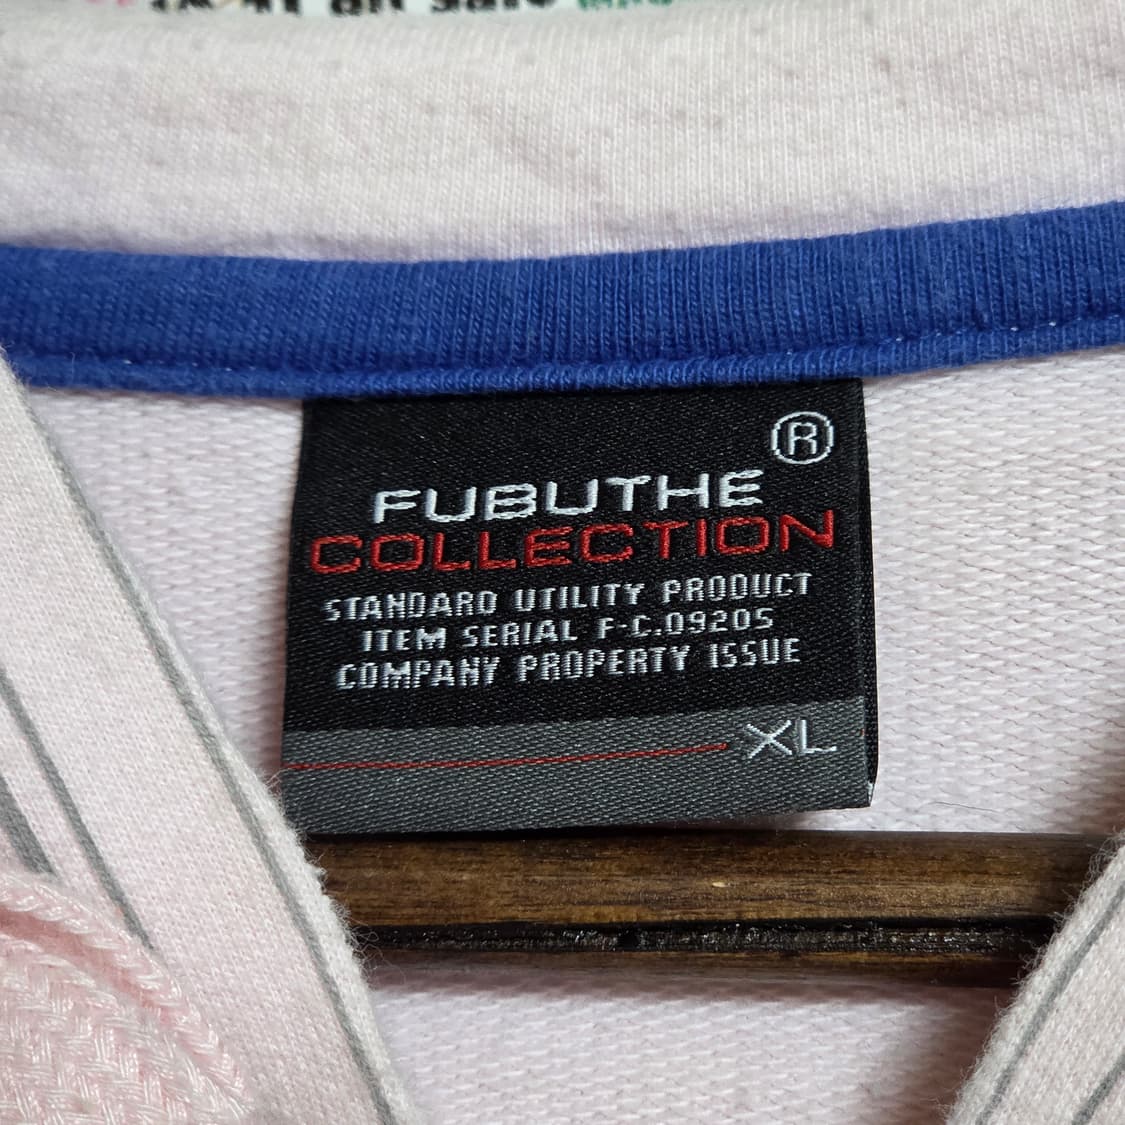 ®
FUBUTHE
COLLECTION
STANDARD UTILITY PRODUCT
ITEM SERIAL F-C.09205
COMPANY PROPERTY ISSUE
XL